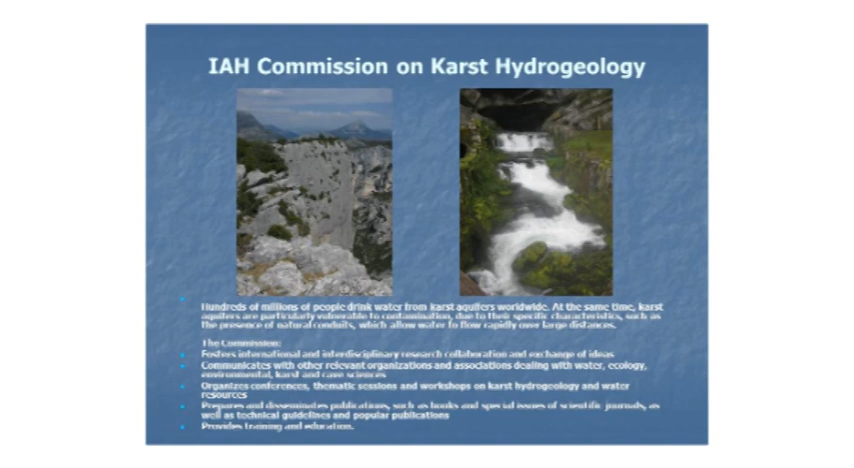 IAH Commission on Karst Hydrogeology
Hundreds of millions of people drink water from karst aquifers worldwide. At the same time, karst
aquifers are particularly vulnerable to contamination, due to their specific characteristics, such as
the presence of natural conduits, which allow water to flow rapidly over large distances.
The Commission:
Fosters international and interdisciplinary research collaboration and exchange of ideas
Communicates with other relevant organizations and associations dealing with water, ecology,
environmental, karst and cave sciences
Organizes conferences, thematic sessions and workshops on karst hydrogeology and water
resources
Prepares and disseminates publications, such as books and special issues of scientific journals, as
well as technical guidelines and popular publications
Provides training and education.